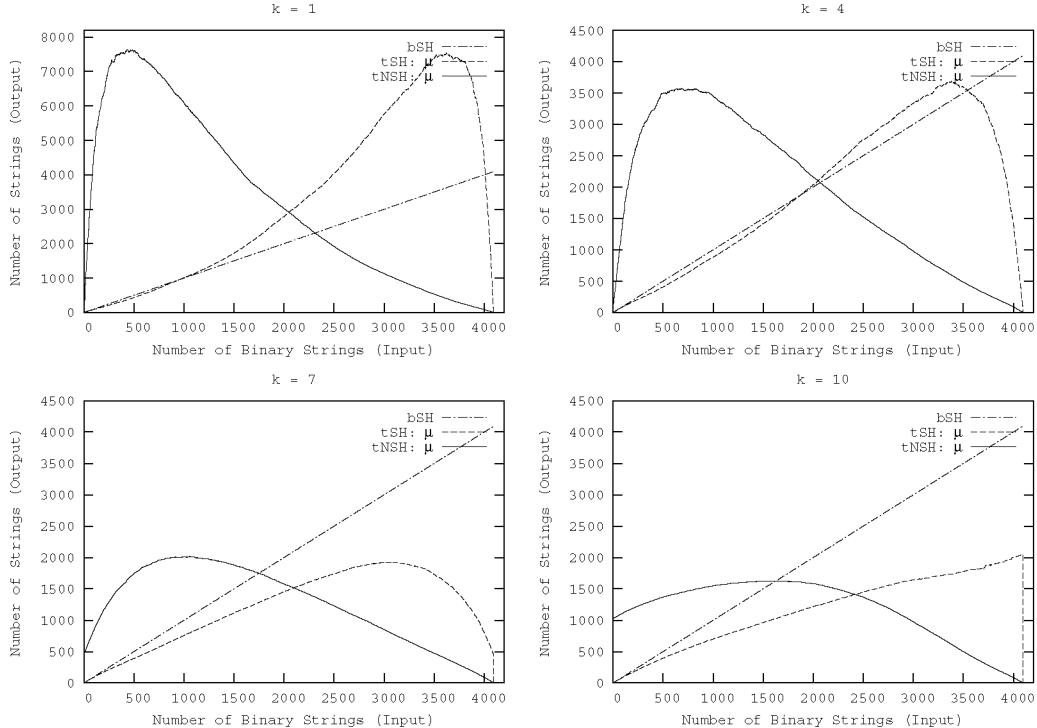 k = 1
Number of Strings (Output)
8000
7000
6000
5000
4000
3000
2000
1000
0
bSH
tSH: μ
tNSH: μ
0 500 1000 1500 2000 2500 3000 3500 4000
Number of Binary Strings (Input)
k = 4
Number of Strings (Output)
4500
4000
3500
3000
2500
2000
1500
1000
500
0
bSH
tSH: μ
tNSH: μ
0 500 1000 1500 2000 2500 3000 3500 4000
Number of Binary Strings (Input)
k = 7
Number of Strings (Output)
4500
4000
3500
3000
2500
2000
1500
1000
500
0
bSH
tSH: μ
tNSH: μ
0 500 1000 1500 2000 2500 3000 3500 4000
Number of Binary Strings (Input)
k = 10
Number of Strings (Output)
4500
4000
3500
3000
2500
2000
1500
1000
500
0
bSH
tSH: μ
tNSH: μ
0 500 1000 1500 2000 2500 3000 3500 4000
Number of Binary Strings (Input)